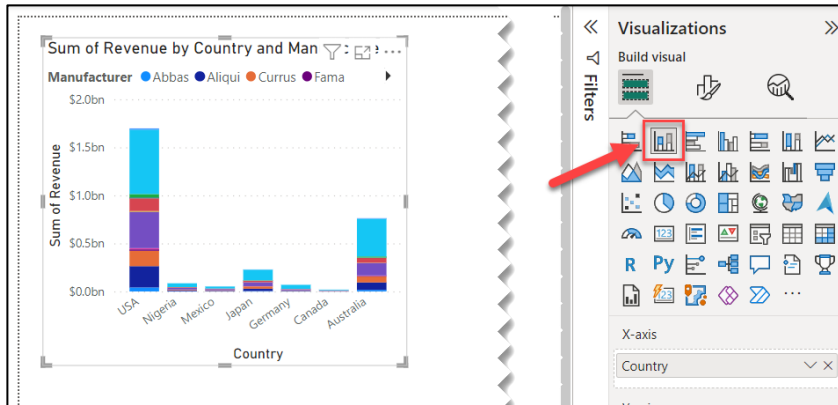 Sum of Revenue by Country and Man
Manufacturer Abbas Aliqui Currus Fama
$2.0bn
$1.5bn
$1.0bn
$0.5bn
$0.0bn
Sum of Revenue
USA
Nigeria
Mexico
Japan
Germany
Canada
Australia
Country
Filters
Visualizations
Build visual
123
R Py
123
X-axis
Country